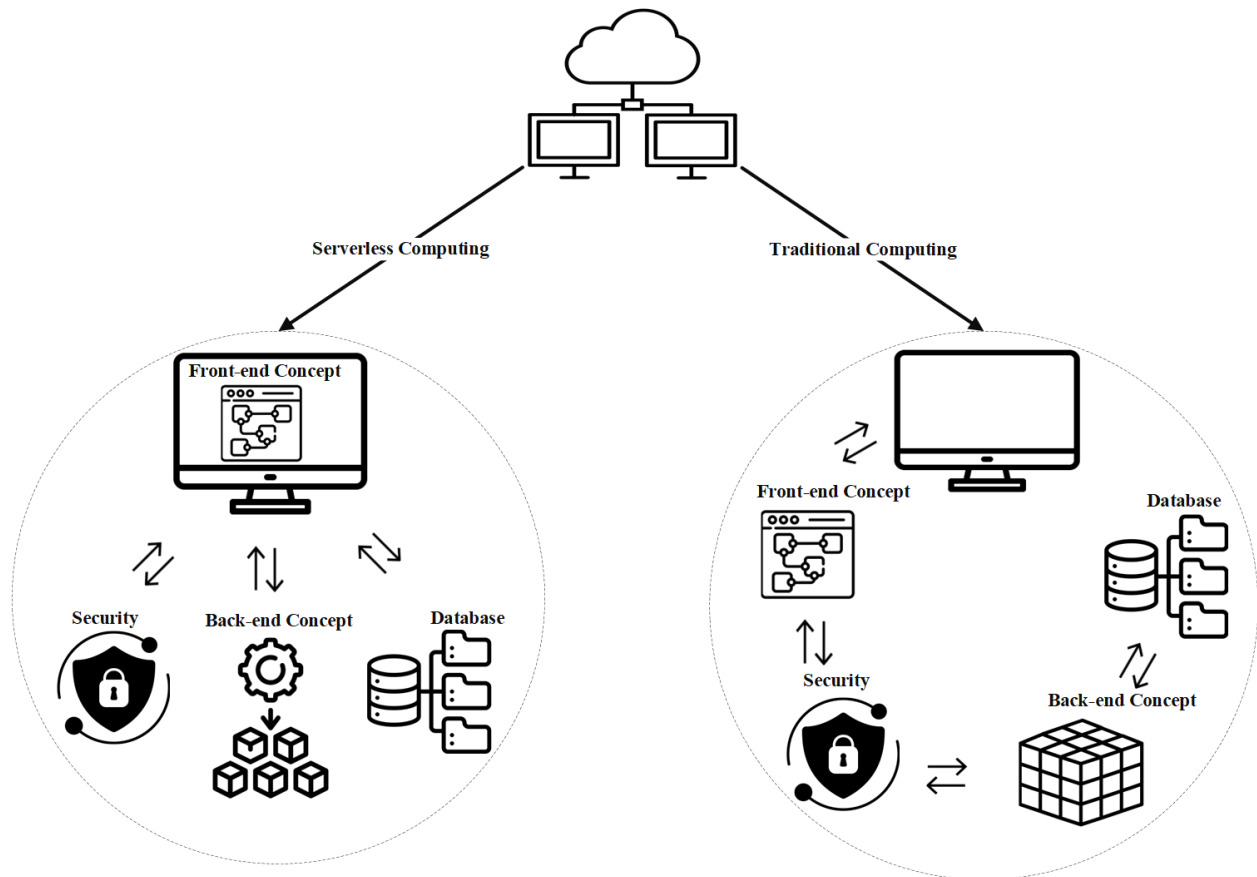 Serverless Computing
Traditional Computing
Front-end Concept
Security
Back-end Concept
Database
Front-end Concept
Database
Security
Back-end Concept